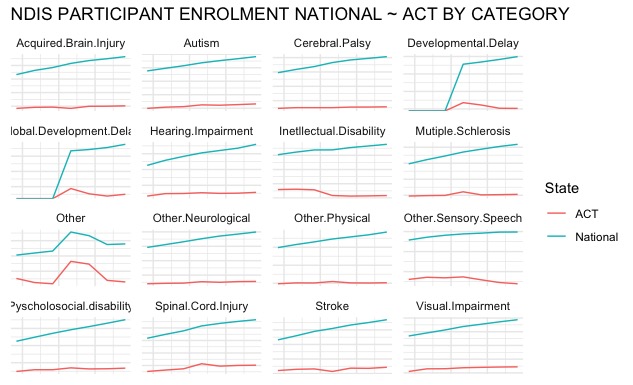 NDIS PARTICIPANT ENROLMENT NATIONAL ~ ACT BY CATEGORY
Acquired.Brain.Injury Autism Cerebral.Palsy Developmental.Delay
lobal.Development.Dela Hearing.Impairment Inetllectual.Disability Mutiple.Schlerosis
Other Other.Neurological Other.Physical Other.Sensory.Speech
Pyscholosocial.disability Spinal.Cord.Injury Stroke Visual.Impairment
State
ACT
National